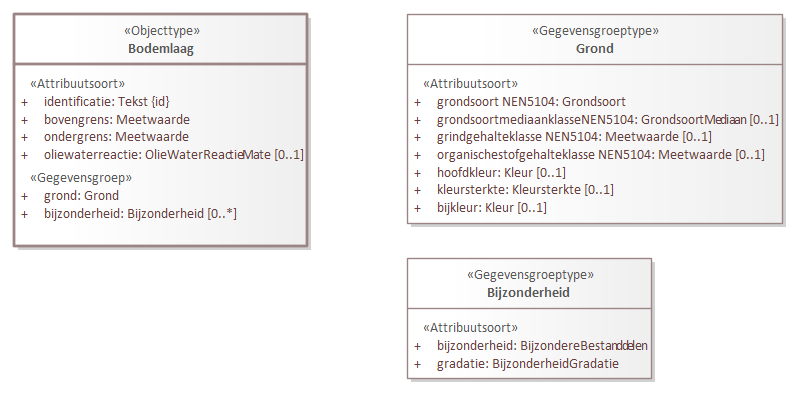 «Objecttype»
Bodemlaag
«Attribuutsoort»
+ identificatie: Tekst {id}
+ bovengrens: Meetwaarde
+ ondergrens: Meetwaarde
+ oliewaterreactie: OlieWaterReactieMate [0..1]
«Gegevensgroep»
+ grond: Grond
+ bijzonderheid: Bijzonderheid [0..*]
«Gegevensgroeptype»
Grond
«Attribuutsoort»
+ grondsoort NEN5104: Grondsoort
+ grondsoortmediaanklasseNEN5104: GrondsoortMediaan [0..1]
+ grindgehalteklasse NEN5104: Meetwaarde [0..1]
+ organischestofgehalteklasse NEN5104: Meetwaarde [0..1]
+ hoofdkleur: Kleur [0..1]
+ kleursterkte: Kleursterkte [0..1]
+ bijkleur: Kleur [0..1]
«Gegevensgroeptype»
Bijzonderheid
«Attribuutsoort»
+ bijzonderheid: BijzondereBestanddelen
+ gradatie: BijzonderheidGradatie